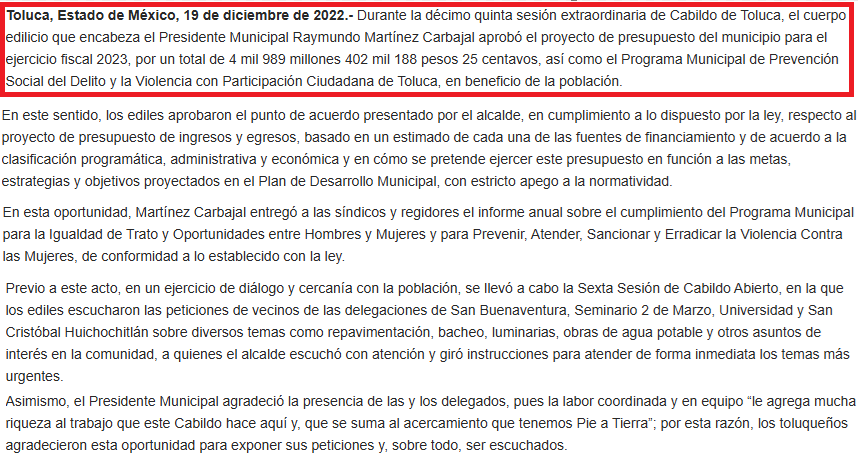 Toluca, Estado de México, 19 de diciembre de 2022.- Durante la décimo quinta sesión extraordinaria de Cabildo de Toluca, el cuerpo
edilicio que encabeza el Presidente Municipal Raymundo Martínez Carbajal aprobó el proyecto de presupuesto del municipio para el
ejercicio fiscal 2023, por un total de 4 mil 989 millones 402 mil 188 pesos 25 centavos, así como el Programa Municipal de Prevención
Social del Delito y la Violencia con Participación Ciudadana de Toluca, en beneficio de la población.
En este sentido, los ediles aprobaron el punto de acuerdo presentado por el alcalde, en cumplimiento a lo dispuesto por la ley, respecto al
proyecto de presupuesto de ingresos y egresos, basado en un estimado de cada una de las fuentes de financiamiento y de acuerdo a la
clasificación programática, administrativa y económica y en cómo se pretende ejercer este presupuesto en función a las metas,
estrategias y objetivos proyectados en el Plan de Desarrollo Municipal, con estricto apego a la normatividad.
En esta oportunidad, Martínez Carbajal entregó a las síndicos y regidores el informe anual sobre el cumplimiento del Programa Municipal
para la Igualdad de Trato y Oportunidades entre Hombres y Mujeres y para Prevenir, Atender, Sancionar y Erradicar la Violencia Contra
las Mujeres, de conformidad a lo establecido con la ley.
Previo a este acto, en un ejercicio de diálogo y cercanía con la población, se llevó a cabo la Sexta Sesión de Cabildo Abierto, en la que
los ediles escucharon las peticiones de vecinos de las delegaciones de San Buenaventura, Seminario 2 de Marzo, Universidad y San
Cristóbal Huichochitlán sobre diversos temas como repavimentación, bacheo, luminarias, obras de agua potable y otros asuntos de
interés en la comunidad, a quienes el alcalde escuchó con atención y giró instrucciones para atender de forma inmediata los temas más
urgentes.
Asimismo, el Presidente Municipal agradeció la presencia de las y los delegados, pues la labor coordinada y en equipo “le agrega mucha
riqueza al trabajo que este Cabildo hace aquí y, que se suma al acercamiento que tenemos Pie a Tierra”; por esta razón, los toluqueños
agradecieron esta oportunidad para exponer sus peticiones y, sobre todo, ser escuchados.